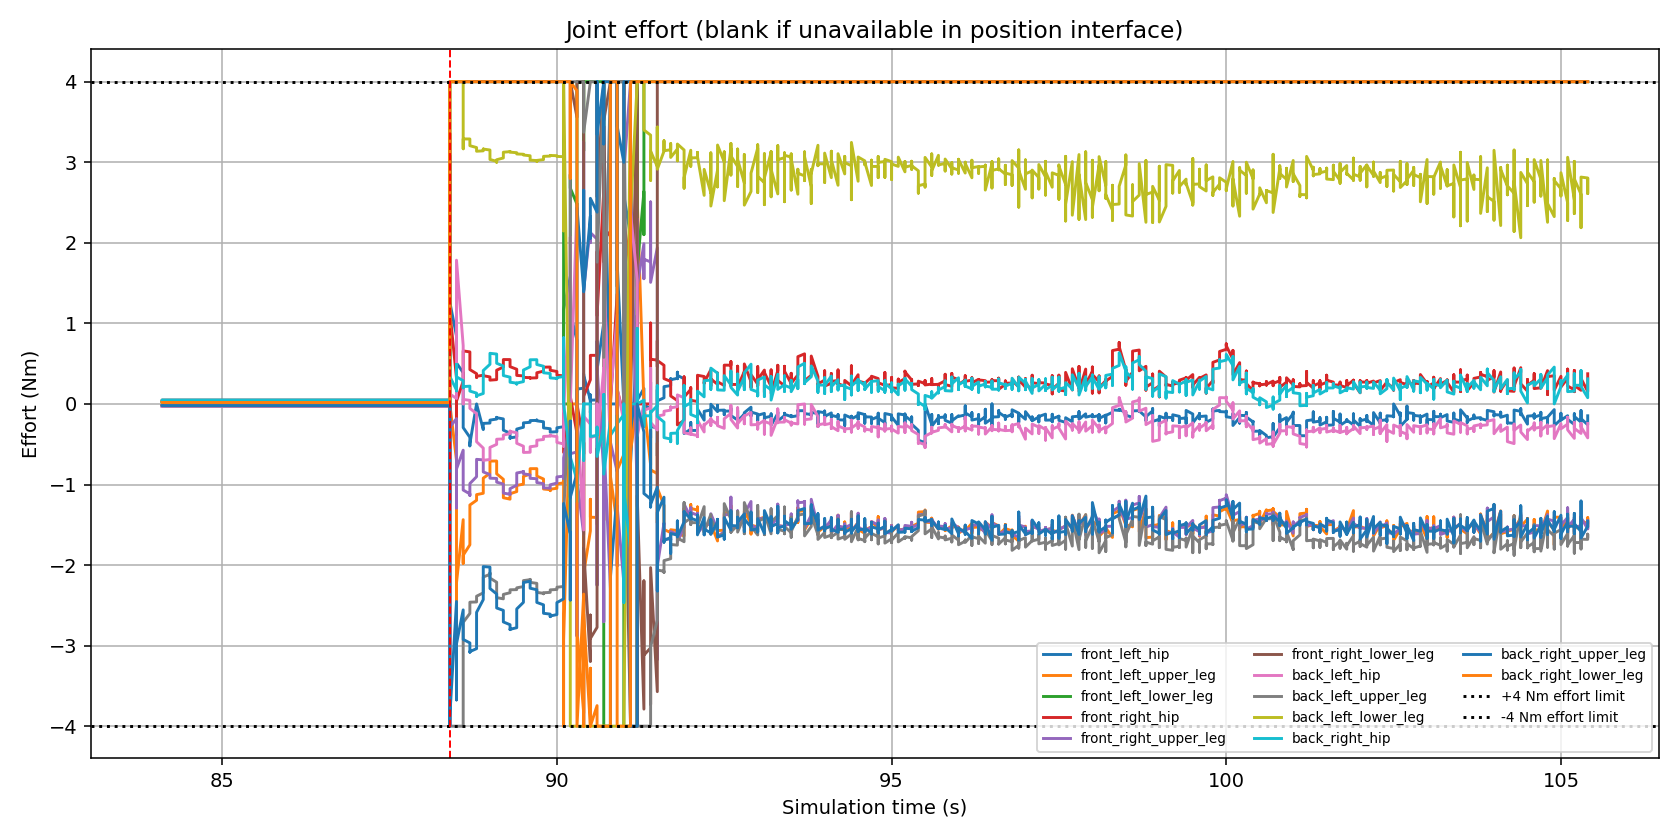 Joint effort (blank if unavailable in position interface)
Effort (Nm)
4
3
2
1
0
−1
−2
−3
−4
85
90
95
100
105
Simulation time (s)
front_left_hip
front_left_upper_leg
front_left_lower_leg
front_right_hip
front_right_upper_leg
front_right_lower_leg
back_left_hip
back_left_upper_leg
back_left_lower_leg
back_right_hip
back_right_upper_leg
back_right_lower_leg
+4 Nm effort limit
-4 Nm effort limit